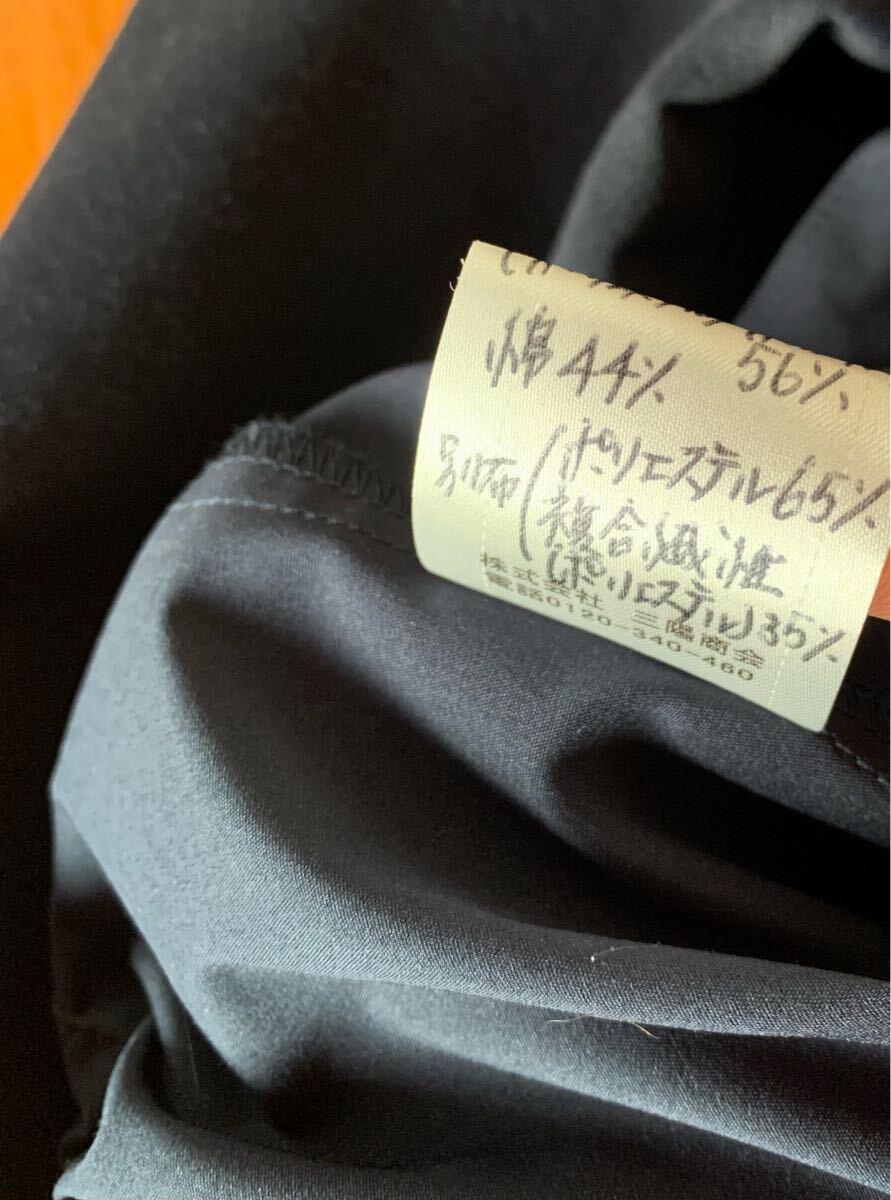 56%
綿44%
別布(ポリエステル65%
複合繊維
(ポリエステル)35%
株式会社 三陽商会
電話0120-340-460